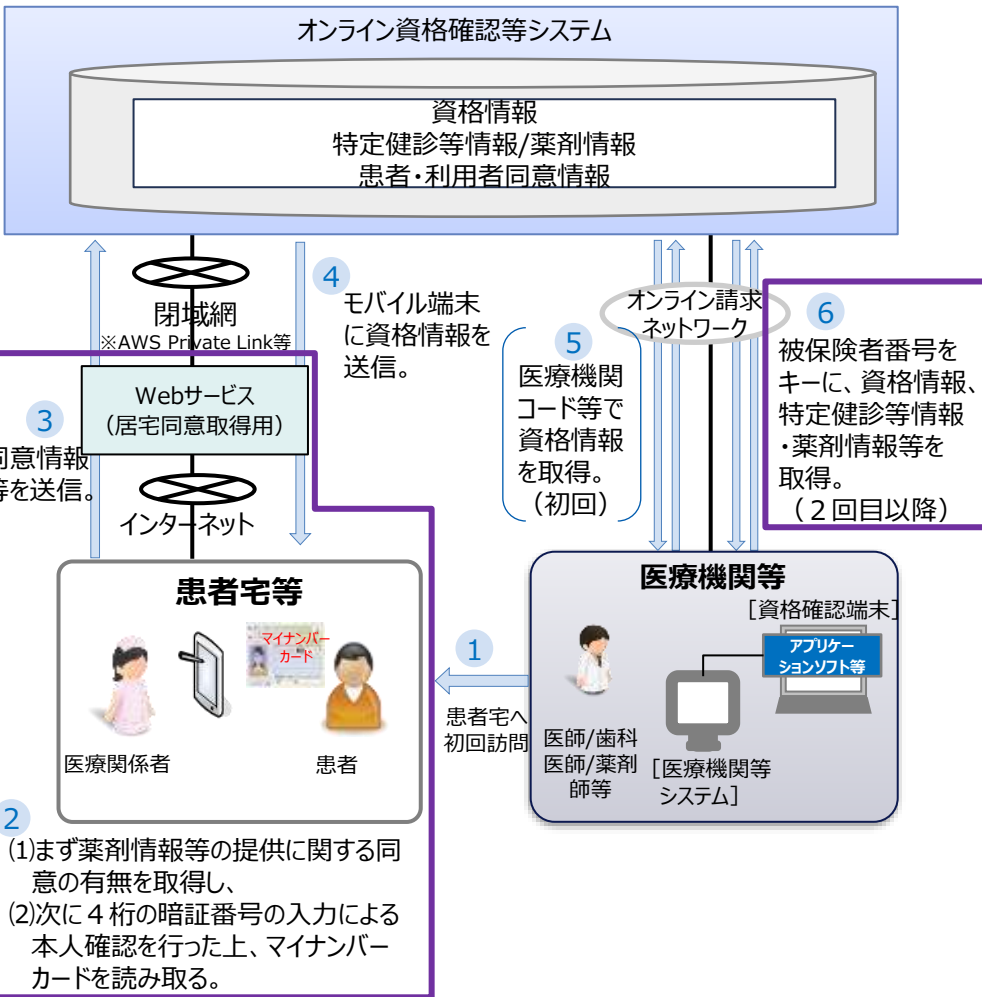 オンライン資格確認等システム
資格情報
特定健診等情報/薬剤情報
患者・利用者同意情報
閉域網
※AWS Private Link等
4
モバイル端末
に資格情報を
送信。
オンライン請求
ネットワーク
5
医療機関
コード等で
資格情報
を取得。
（初回）
6
被保険者番号を
キーに、資格情報、
特定健診等情報
・薬剤情報等を
取得。
（２回目以降）
Webサービス
（居宅同意取得用）
3
同意情報
等を送信。
インターネット
患者宅等
マイナンバー
カード
医療関係者
患者
1
患者宅へ
初回訪問
医療機関等
［資格確認端末］
アプリケー
ションソフト等
医師/歯科
医師/薬剤
師等
［医療機関等
システム］
2
⑴まず薬剤情報等の提供に関する同
意の有無を取得し、
⑵次に４桁の暗証番号の入力による
本人確認を行った上、マイナンバー
カードを読み取る。